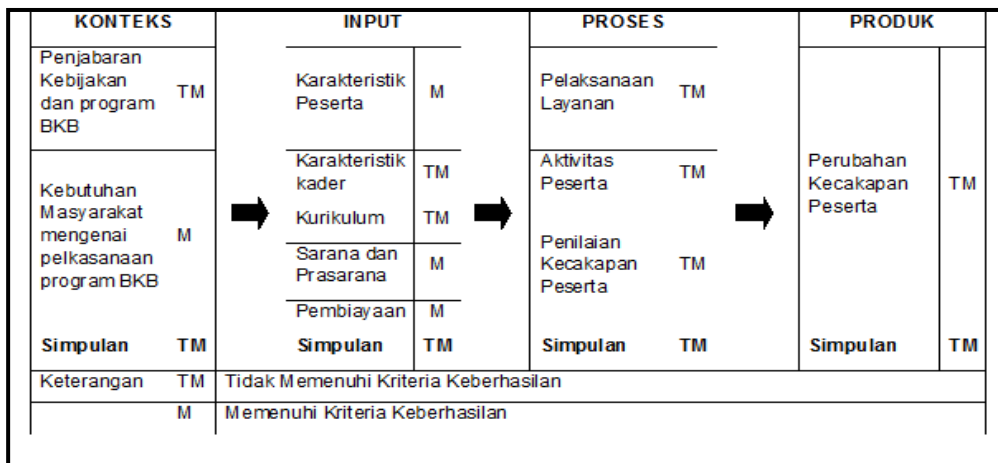 KONTEKS INPUT PROSES PRODUK
Penjabaran
Kebijakan
dan program
BKB
TM
Kebutuhan
Masyarakat
mengenai
pelkasanaan
program BKB
M
Simpulan TM
Karakteristik
Peserta
M
Karakteristik
kader
TM
Kurikulum TM
Sarana dan
Prasarana
M
Pembiayaan M
Simpulan TM
Pelaksanaan
Layanan
TM
Aktivitas
Peserta
TM
Penilaian
Kecakapan
Peserta
TM
Simpulan TM
Perubahan
Kecakapan
Peserta
TM
Simpulan TM
Keterangan TM Tidak Memenuhi Kriteria Keberhasilan
M Memenuhi Kriteria Keberhasilan